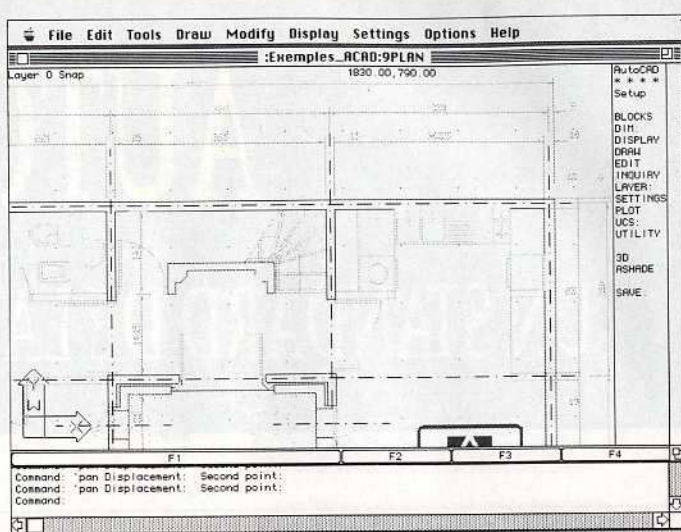 File Edit Tools Draw Modify Display Settings Options Help
:Exemples_ACAD:9PLAN
Layer 0 Snap
1830.00,790.00
AutoCAD
* * * *
Setup
BLOCKS
DIM:
DISPLAY
DRAW
EDIT
INQUIRY
LAYER:
SETTINGS
PLOT
UCS:
UTILITY
3D
ASHADE
SAVE:
W
X
F1 F2 F3 F4
Command: 'pan Displacement: Second point:
Command: 'pan Displacement: Second point:
Command: